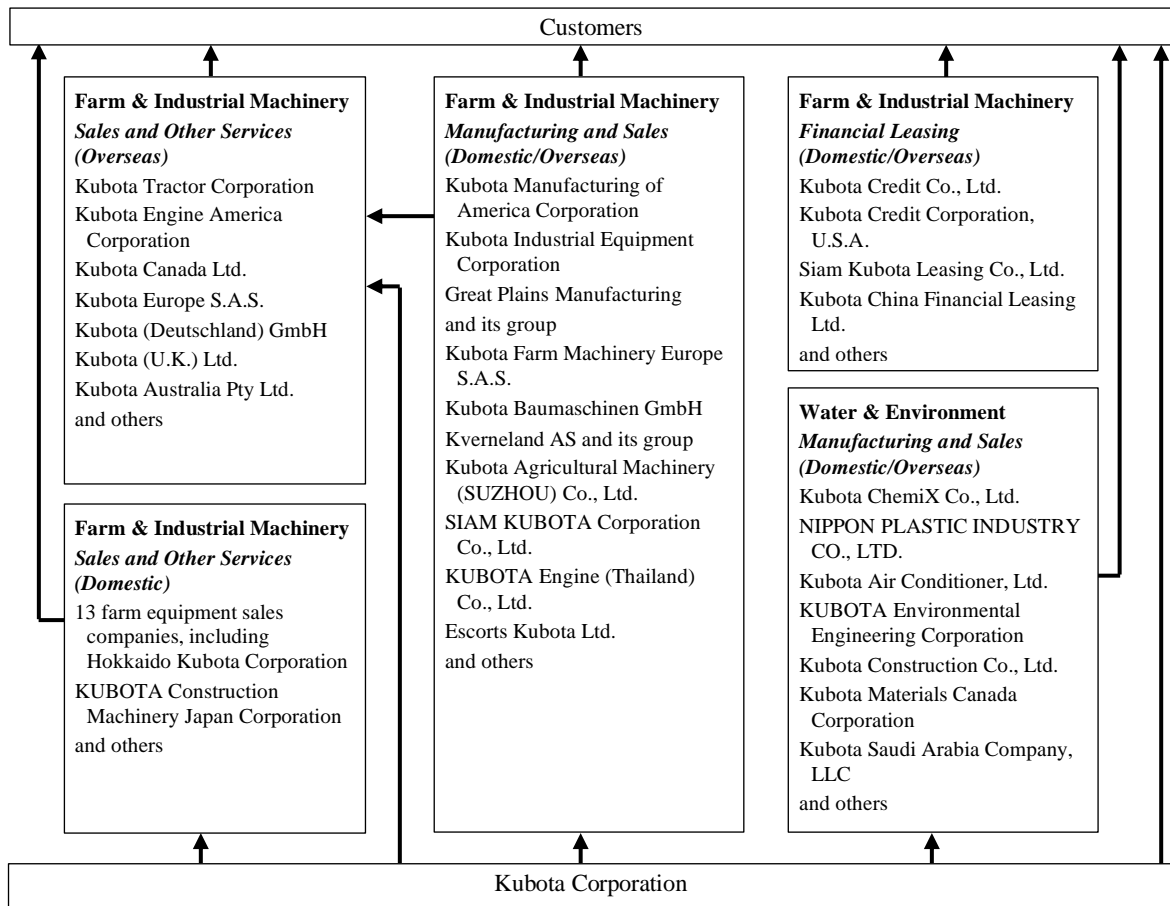 Customers
Farm & Industrial Machinery
Sales and Other Services
(Overseas)
Kubota Tractor Corporation
Kubota Engine America
Corporation
Kubota Canada Ltd.
Kubota Europe S.A.S.
Kubota (Deutschland) GmbH
Kubota (U.K.) Ltd.
Kubota Australia Pty Ltd.
and others
Farm & Industrial Machinery
Sales and Other Services
(Domestic)
13 farm equipment sales
companies, including
Hokkaido Kubota Corporation
KUBOTA Construction
Machinery Japan Corporation
and others
Farm & Industrial Machinery
Manufacturing and Sales
(Domestic/Overseas)
Kubota Manufacturing of
America Corporation
Kubota Industrial Equipment
Corporation
Great Plains Manufacturing
and its group
Kubota Farm Machinery Europe
S.A.S.
Kubota Baumaschinen GmbH
Kverneland AS and its group
Kubota Agricultural Machinery
(SUZHOU) Co., Ltd.
SIAM KUBOTA Corporation
Co., Ltd.
KUBOTA Engine (Thailand)
Co., Ltd.
Escorts Kubota Ltd.
and others
Farm & Industrial Machinery
Financial Leasing
(Domestic/Overseas)
Kubota Credit Co., Ltd.
Kubota Credit Corporation,
U.S.A.
Siam Kubota Leasing Co., Ltd.
Kubota China Financial Leasing
Ltd.
and others
Water & Environment
Manufacturing and Sales
(Domestic/Overseas)
Kubota ChemiX Co., Ltd.
NIPPON PLASTIC INDUSTRY
CO., LTD.
Kubota Air Conditioner, Ltd.
KUBOTA Environmental
Engineering Corporation
Kubota Construction Co., Ltd.
Kubota Materials Canada
Corporation
Kubota Saudi Arabia Company,
LLC
and others
Kubota Corporation